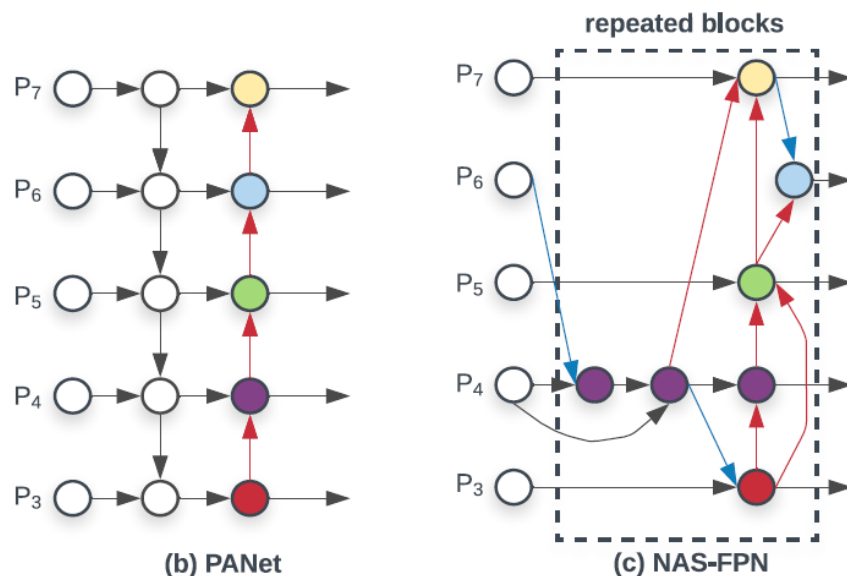 repeated blocks
P7
P6
P5
P4
P3
P7
P6
P5
P4
P3
(b) PANet
(c) NAS-FPN